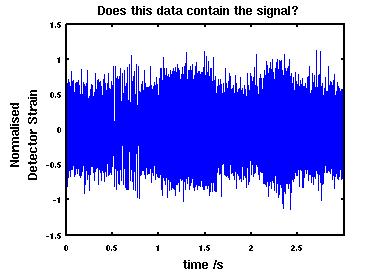 Does this data contain the signal?
1.5
1
0.5
0
-0.5
-1
-1.5
Normalised
Detector Strain
0 0.5 1 1.5 2 2.5
time /s